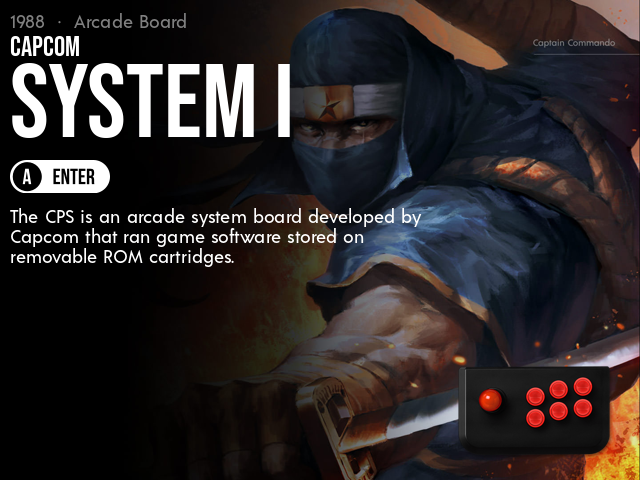 1988 · Arcade Board
CAPCOM
SYSTEM I
Captain Commando
A ENTER
The CPS is an arcade system board developed by
Capcom that ran game software stored on
removable ROM cartridges.